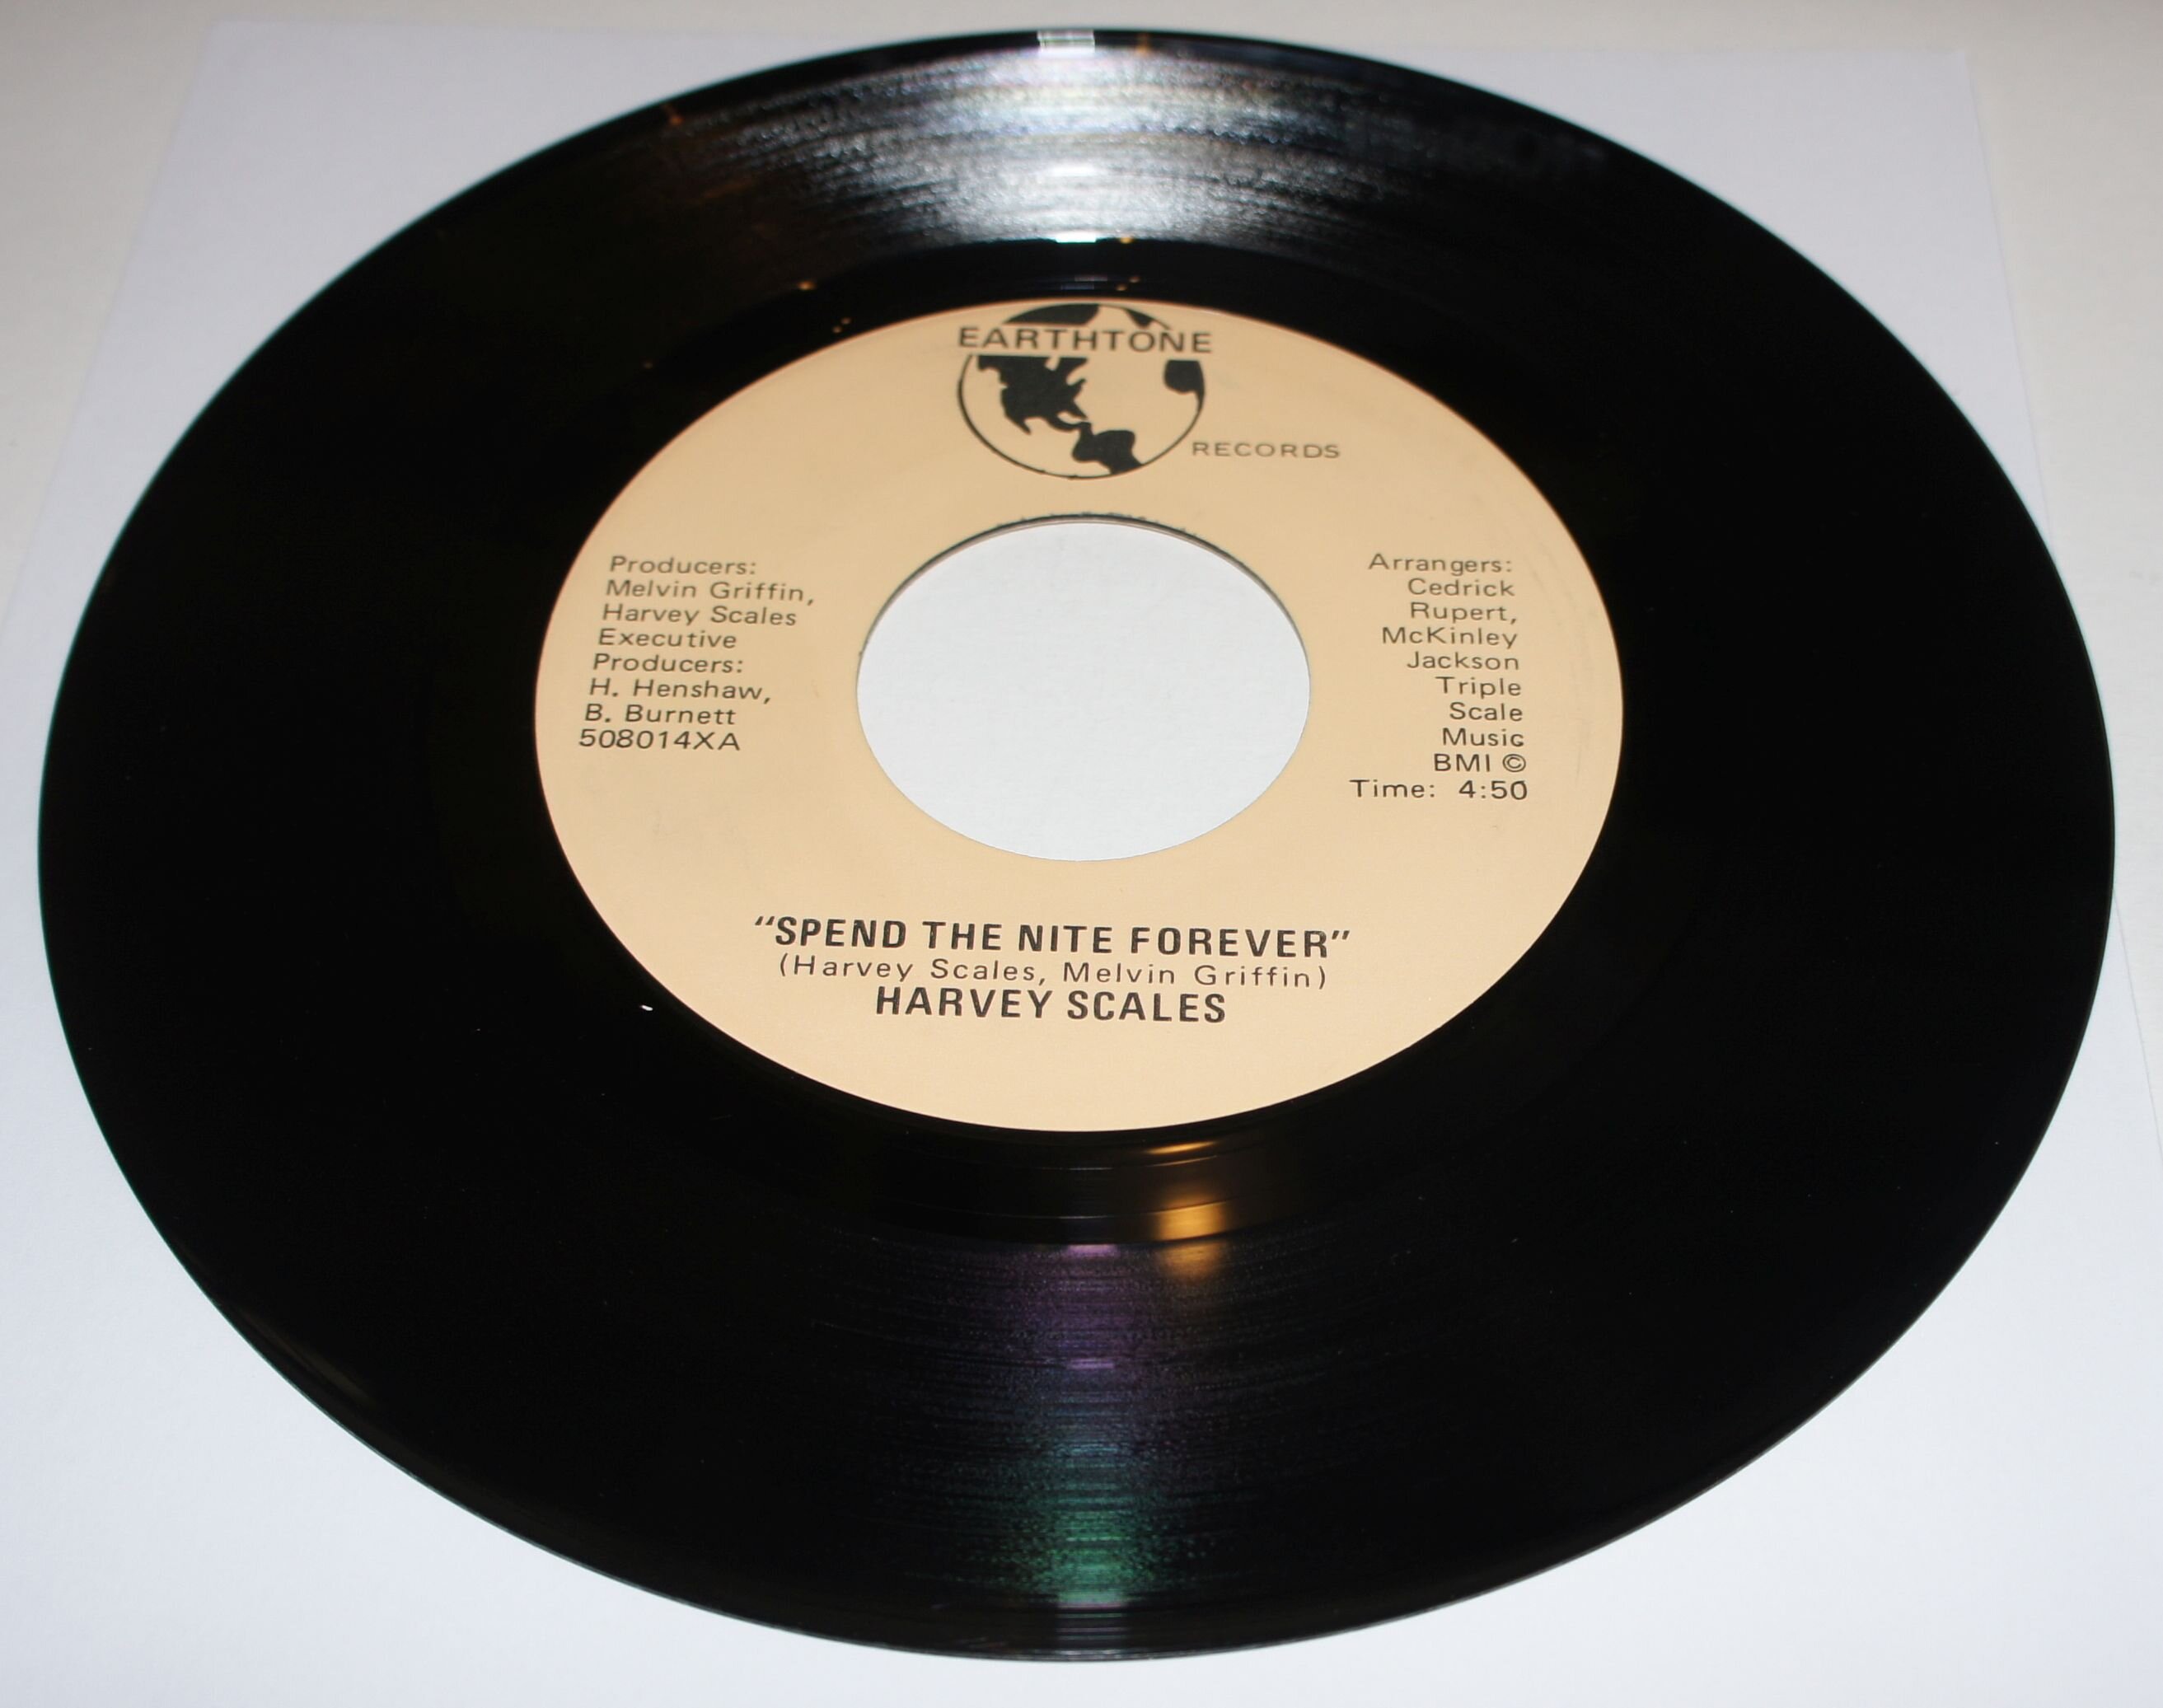 EARTHTONE
RECORDS
Producers:
Melvin Griffin,
Harvey Scales
Executive
Producers:
H. Henshaw,
B. Burnett
508014XA
Arrangers:
Cedrick
Rupert,
McKinley
Jackson
Triple
Scale
Music
BMI ©
Time: 4:50
"SPEND THE NITE FOREVER"
(Harvey Scales, Melvin Griffin)
HARVEY SCALES